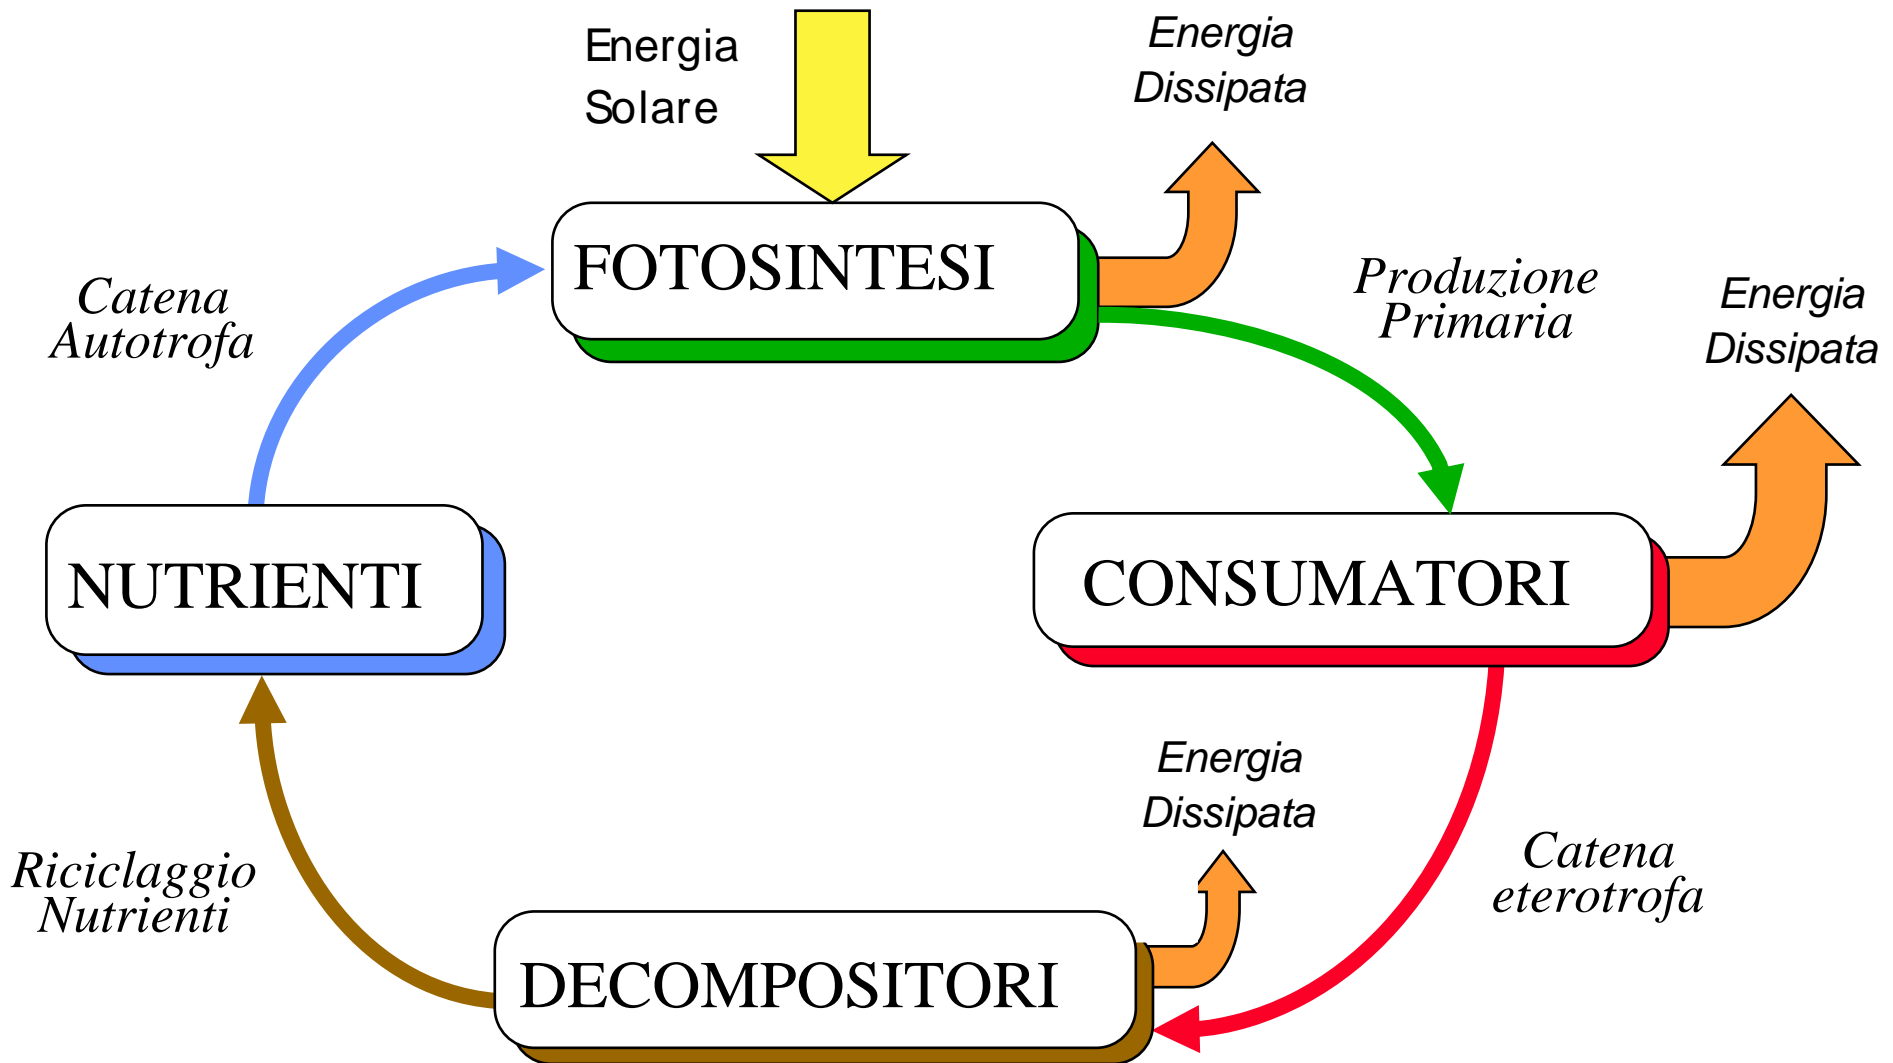 Energia
Solare
Energia
Dissipata
FOTOSINTESI
Catena
Autotrofa
Produzione
Primaria
Energia
Dissipata
NUTRIENTI
CONSUMATORI
Energia
Dissipata
Riciclaggio
Nutrienti
Catena
eterotrofa
DECOMPOSITORI